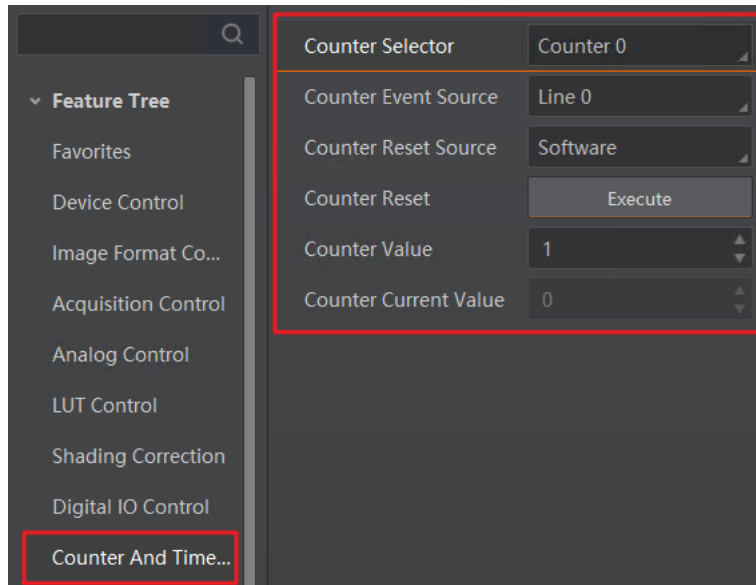 Feature Tree
Favorites
Device Control
Image Format Co...
Acquisition Control
Analog Control
LUT Control
Shading Correction
Digital IO Control
Counter And Time...
Counter Selector Counter 0
Counter Event Source Line 0
Counter Reset Source Software
Counter Reset Execute
Counter Value 1
Counter Current Value 0